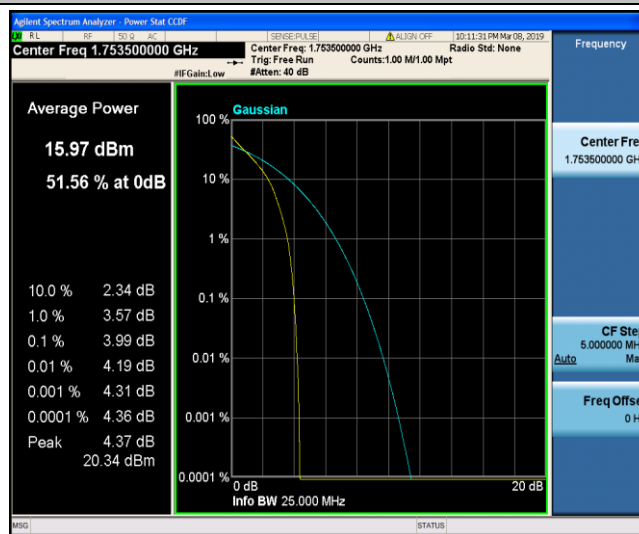 Agilent Spectrum Analyzer - Power Stat CCDF
RL RF 50 Ω AC SENSE:PULSE ALIGN OFF 10:11:31 PM Mar 08, 2019
Center Freq 1.753500000 GHz
Center Freq: 1.753500000 GHz Radio Std: None
Trig: Free Run Counts:1.00 M/1.00 Mpt
#IFGain:Low #Atten: 40 dB
Frequency
Average Power
15.97 dBm
51.56 % at 0dB
10.0 % 2.34 dB
1.0 % 3.57 dB
0.1 % 3.99 dB
0.01 % 4.19 dB
0.001 % 4.31 dB
0.0001 % 4.36 dB
Peak 4.37 dB
20.34 dBm
Gaussian
100 %
10 %
1 %
0.1 %
0.01 %
0.001 %
0.0001 %
0 dB 20 dB
Info BW 25.000 MHz
Center Fre
1.753500000 GH
CF Ste
5.000000 MH
Auto Ma
Freq Offse
0 H
MSG STATUS